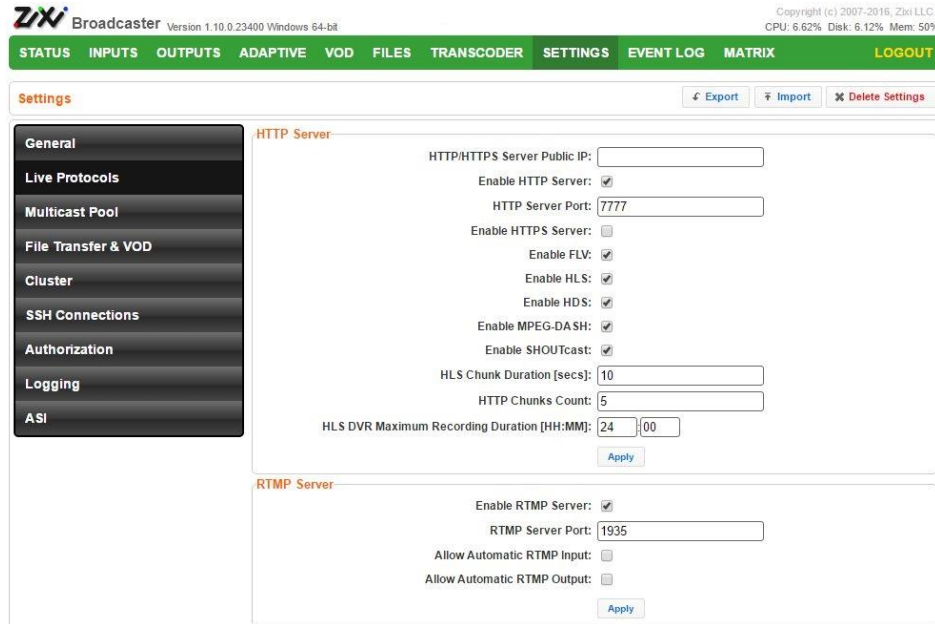 Copyright (c) 2007-2016, Zixi LLC
ZiXi Broadcaster Version 1.10.0.23400 Windows 64-bit
CPU: 6.62% Disk: 6.12% Mem: 50%
STATUS INPUTS OUTPUTS ADAPTIVE VOD FILES TRANSCODER SETTINGS EVENT LOG MATRIX LOGOUT
Settings
Export Import Delete Settings
General
Live Protocols
Multicast Pool
File Transfer & VOD
Cluster
SSH Connections
Authorization
Logging
ASI
HTTP Server
HTTP/HTTPS Server Public IP:
Enable HTTP Server:
HTTP Server Port: 7777
Enable HTTPS Server:
Enable FLV:
Enable HLS:
Enable HDS:
Enable MPEG-DASH:
Enable SHOUTcast:
HLS Chunk Duration [secs]: 10
HTTP Chunks Count: 5
HLS DVR Maximum Recording Duration [HH:MM]: 24 : 00
Apply
RTMP Server
Enable RTMP Server:
RTMP Server Port: 1935
Allow Automatic RTMP Input:
Allow Automatic RTMP Output:
Apply